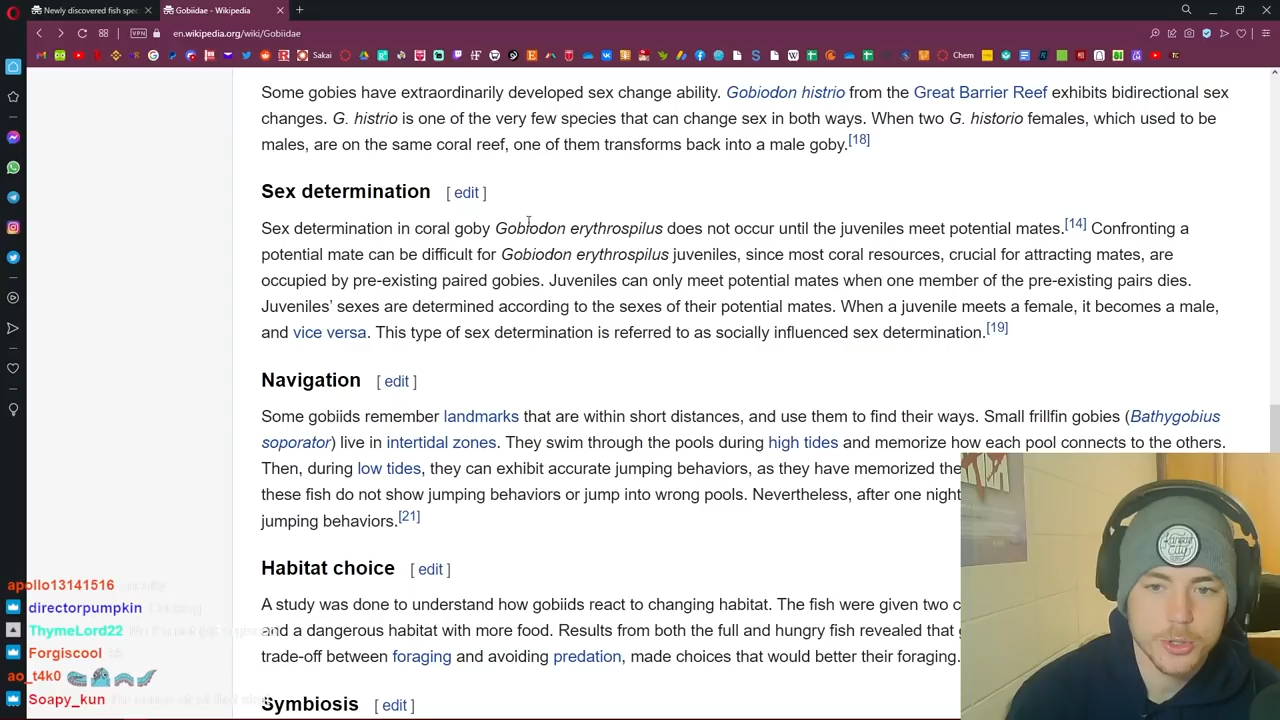 Newly discovered fish spec
Gobiidae - Wikipedia
VPN
en.wikipedia.org/wiki/Gobiidae
Sakai
Chem
Some gobies have extraordinarily developed sex change ability. Gobiodon histrio from the Great Barrier Reef exhibits bidirectional sex
changes. G. histrio is one of the very few species that can change sex in both ways. When two G. historio females, which used to be
males, are on the same coral reef, one of them transforms back into a male goby.[18]
Sex determination [ edit ]
Sex determination in coral goby Gobiodon erythrospilus does not occur until the juveniles meet potential mates.[14] Confronting a
potential mate can be difficult for Gobiodon erythrospilus juveniles, since most coral resources, crucial for attracting mates, are
occupied by pre-existing paired gobies. Juveniles can only meet potential mates when one member of the pre-existing pairs dies.
Juveniles’ sexes are determined according to the sexes of their potential mates. When a juvenile meets a female, it becomes a male,
and vice versa. This type of sex determination is referred to as socially influenced sex determination.[19]
Navigation [ edit ]
Some gobiids remember landmarks that are within short distances, and use them to find their ways. Small frillfin gobies (Bathygobius
soporator) live in intertidal zones. They swim through the pools during high tides and memorize how each pool connects to the others.
Then, during low tides, they can exhibit accurate jumping behaviors, as they have memorized the
these fish do not show jumping behaviors or jump into wrong pools. Nevertheless, after one night
jumping behaviors.[21]
Habitat choice [ edit ]
A study was done to understand how gobiids react to changing habitat. The fish were given two c
and a dangerous habitat with more food. Results from both the full and hungry fish revealed that
trade-off between foraging and avoiding predation, made choices that would better their foraging.
Symbiosis [ edit ]
apollo13141516
directorpumpkin
ThymeLord22
Forgiscool
ao_t4k0
Soapy_kun